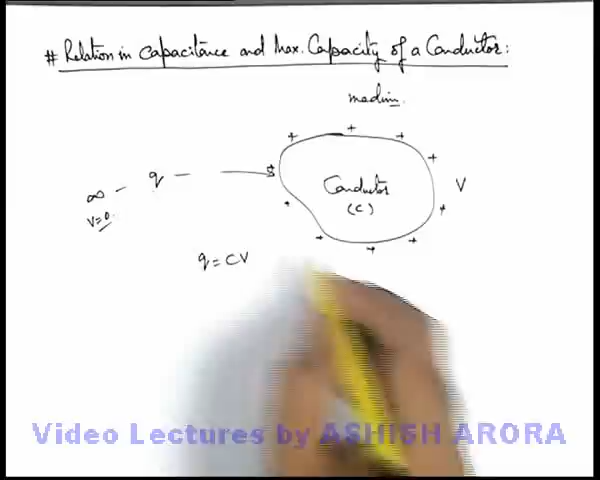 # Relation in Capacitance and Max. Capacity of a Conductor:
medium.
+ + + + + + + + + +
∞ - q - S Conductor V
V=0. (C)
q = CV
Video Lectures by ASHISH ARORA